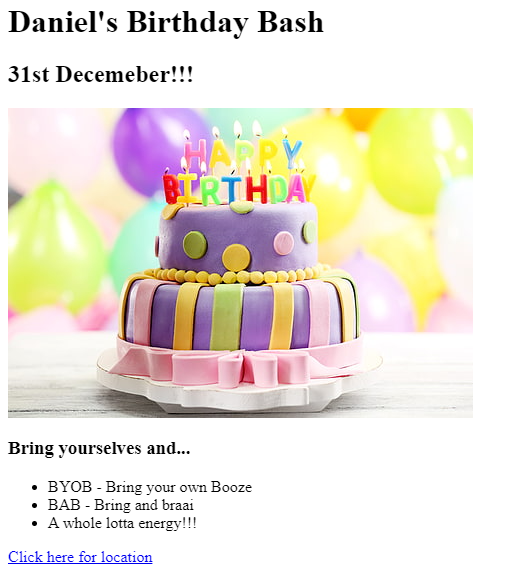 Daniel's Birthday Bash
31st Decemeber!!!
HAPPY
BIRTHDAY
Bring yourselves and...
BYOB - Bring your own Booze
BAB - Bring and braai
A whole lotta energy!!!
Click here for location